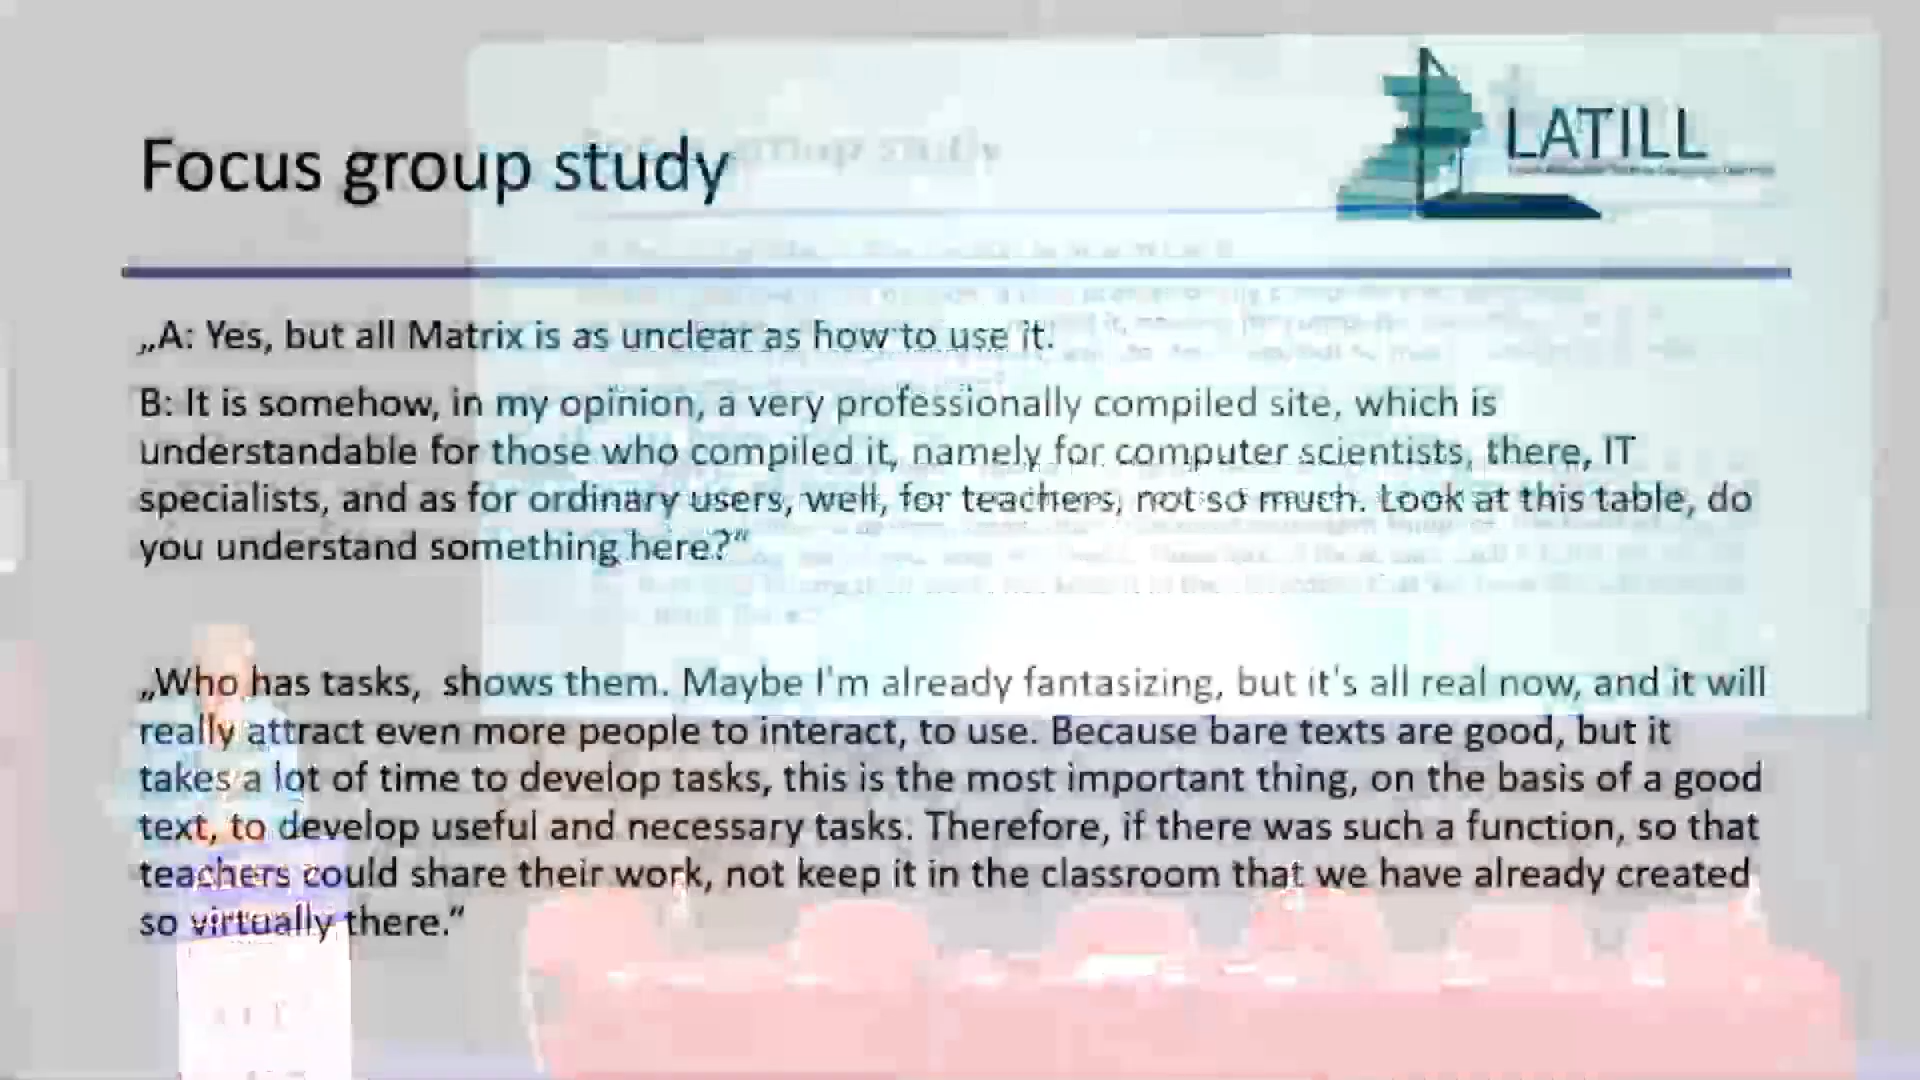 Focus group study
LATILL
„A: Yes, but all Matrix is as unclear as how to use it.
B: It is somehow, in my opinion, a very professionally compiled site, which is
understandable for those who compiled it, namely for computer scientists, there, IT
specialists, and as for ordinary users, well, for teachers, not so much. Look at this table, do
you understand something here?“
„Who has tasks, shows them. Maybe I'm already fantasizing, but it's all real now, and it will
really attract even more people to interact, to use. Because bare texts are good, but it
takes a lot of time to develop tasks, this is the most important thing, on the basis of a good
text, to develop useful and necessary tasks. Therefore, if there was such a function, so that
teachers could share their work, not keep it in the classroom that we have already created
so virtually there.“